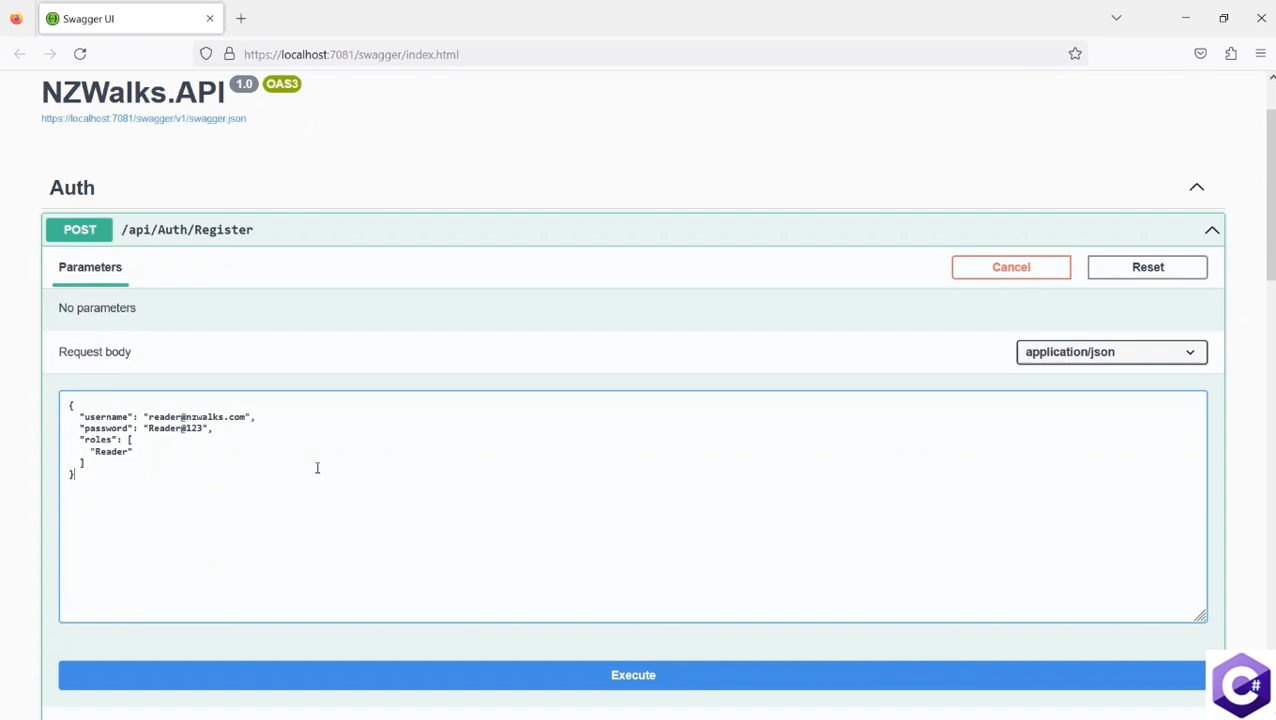 Swagger UI
https://localhost:7081/swagger/index.html
NZWalks.API 1.0 OAS3
https://localhost:7081/swagger/v1/swagger.json
Auth
POST /api/Auth/Register
Parameters
Cancel
Reset
No parameters
Request body
application/json
{
"username": "reader@nzwalks.com",
"password": "Reader@123",
"roles": [
"Reader"
]
}
Execute
C#